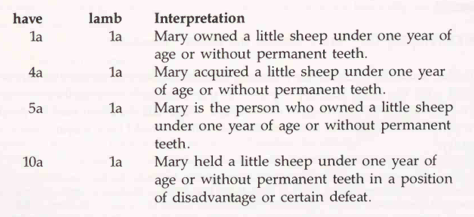 have lamb Interpretation
1a 1a Mary owned a little sheep under one year of
age or without permanent teeth.
4a 1a Mary acquired a little sheep under one year
of age or without permanent teeth.
5a 1a Mary is the person who owned a little sheep
under one year of age or without permanent
teeth.
10a 1a Mary held a little sheep under one year of
age or without permanent teeth in a position
of disadvantage or certain defeat.